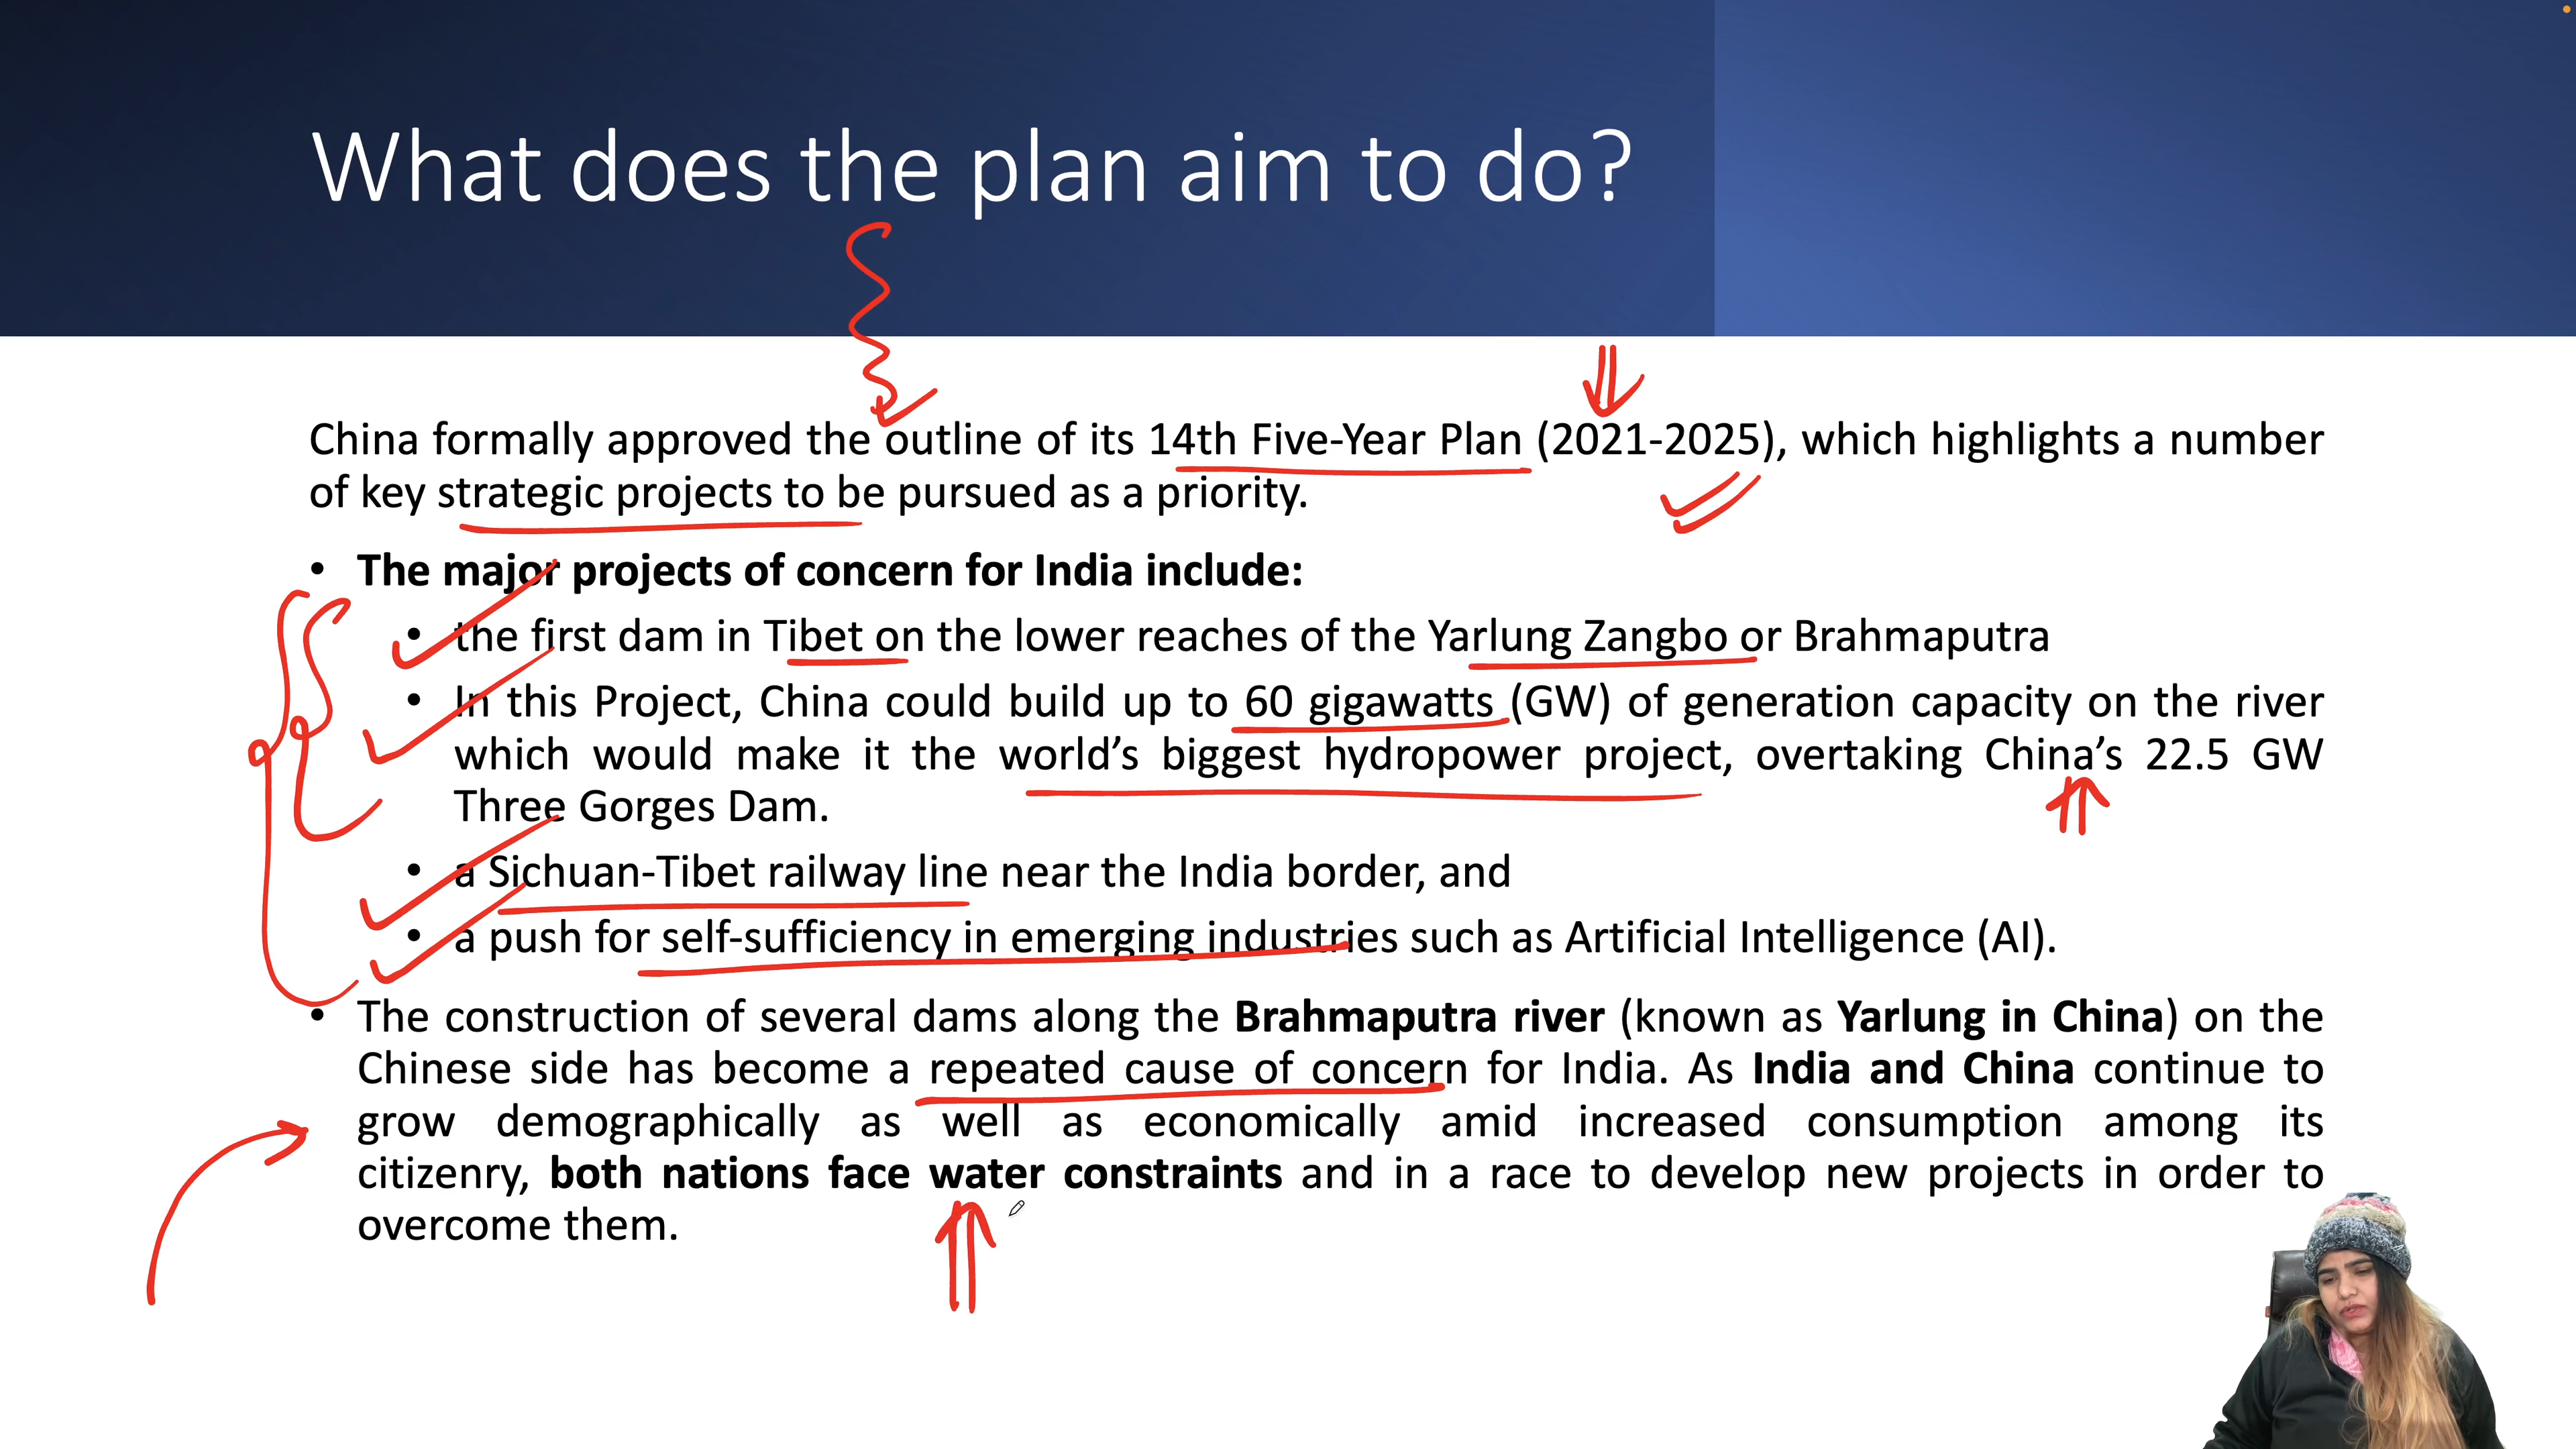 What does the plan aim to do?
China formally approved the outline of its 14th Five-Year Plan (2021-2025), which highlights a number
of key strategic projects to be pursued as a priority.
• The major projects of concern for India include:
• the first dam in Tibet on the lower reaches of the Yarlung Zangbo or Brahmaputra
• In this Project, China could build up to 60 gigawatts (GW) of generation capacity on the river
which would make it the world’s biggest hydropower project, overtaking China’s 22.5 GW
Three Gorges Dam.
• a Sichuan-Tibet railway line near the India border, and
• a push for self-sufficiency in emerging industries such as Artificial Intelligence (AI).
• The construction of several dams along the Brahmaputra river (known as Yarlung in China) on the
Chinese side has become a repeated cause of concern for India. As India and China continue to
grow demographically as well as economically amid increased consumption among its
citizenry, both nations face water constraints and in a race to develop new projects in order to
overcome them.